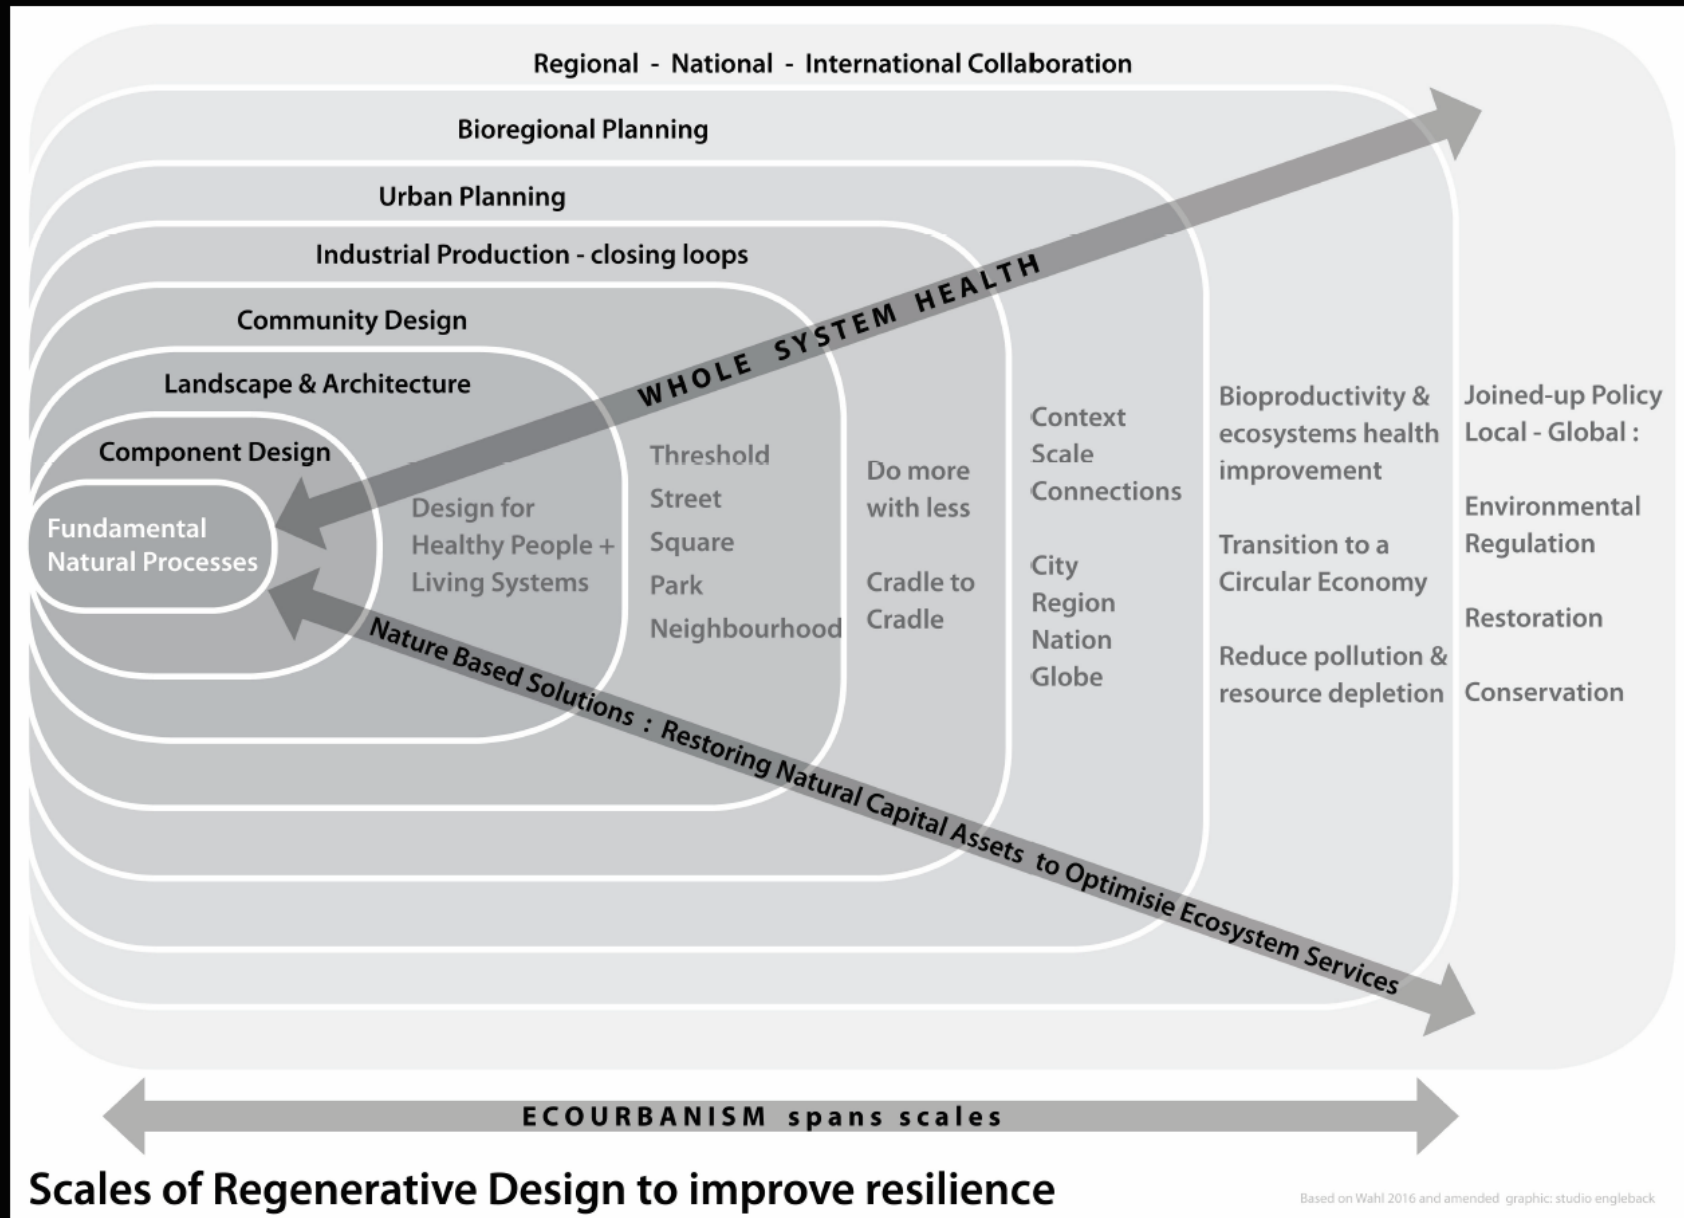 Regional - National - International Collaboration
Bioregional Planning
Urban Planning
Industrial Production - closing loops
Community Design
Landscape & Architecture
Component Design
Fundamental
Natural Processes
WHOLE SYSTEM HEALTH
Design for
Healthy People +
Living Systems
Threshold
Street
Square
Park
Neighbourhood
Do more
with less
Cradle to
Cradle
Context
Scale
Connections
City
Region
Nation
Globe
Bioproductivity &
ecosystems health
improvement
Transition to a
Circular Economy
Reduce pollution &
resource depletion
Joined-up Policy
Local - Global :
Environmental
Regulation
Restoration
Conservation
Nature Based Solutions : Restoring Natural Capital Assets to Optimisie Ecosystem Services
ECOURBANISM spans scales
Scales of Regenerative Design to improve resilience
Based on Wahl 2016 and amended graphic: studio engleback